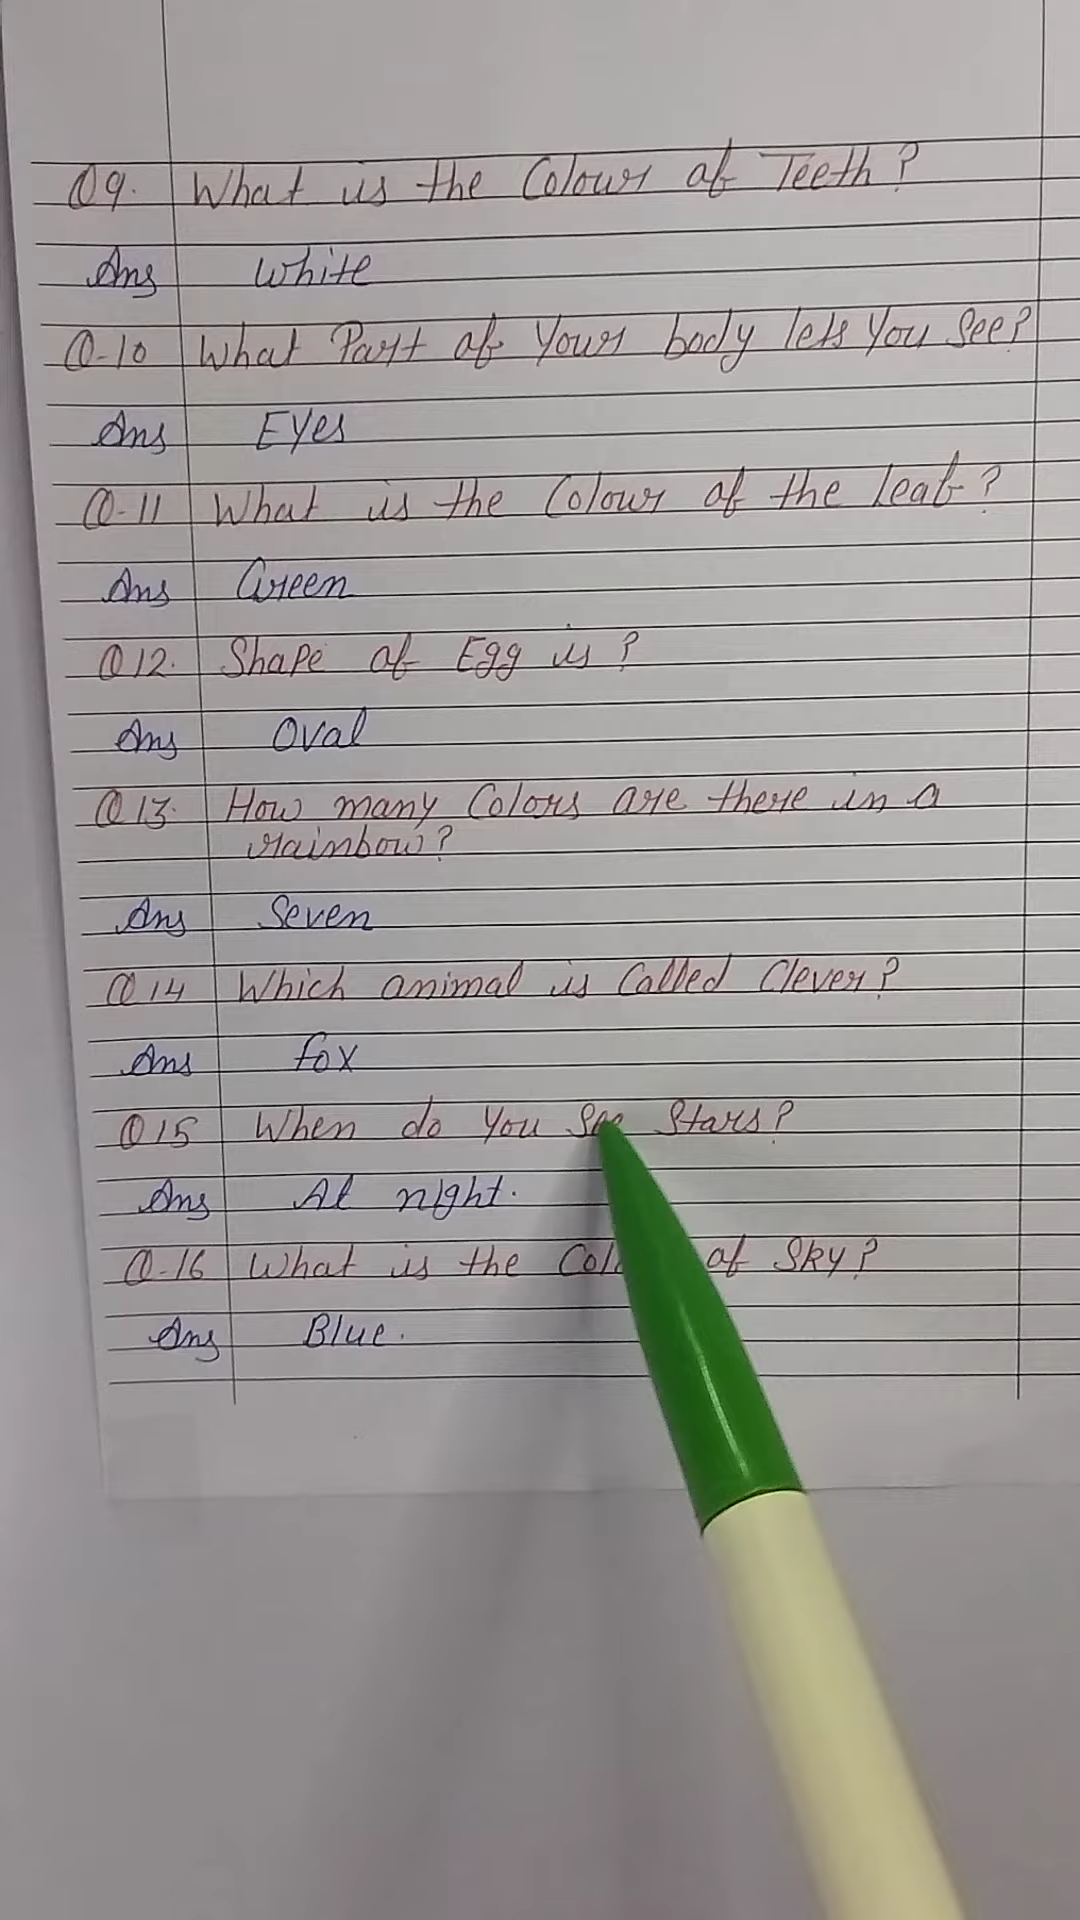 Q9. What is the Colour of Teeth?
Ans White
Q-10 What Part of Your body lets You See?
Ans Eyes
Q-11 What is the Colour of the leaf?
Ans Green
Q12. Shape of Egg is?
Ans Oval
Q13. How many Colors are there in a
rainbow?
Ans Seven
Q14 Which animal is Called Clever?
Ans fox
Q15 When do You See Stars?
Ans At night.
Q-16 What is the of Sky?
Ans Blue.